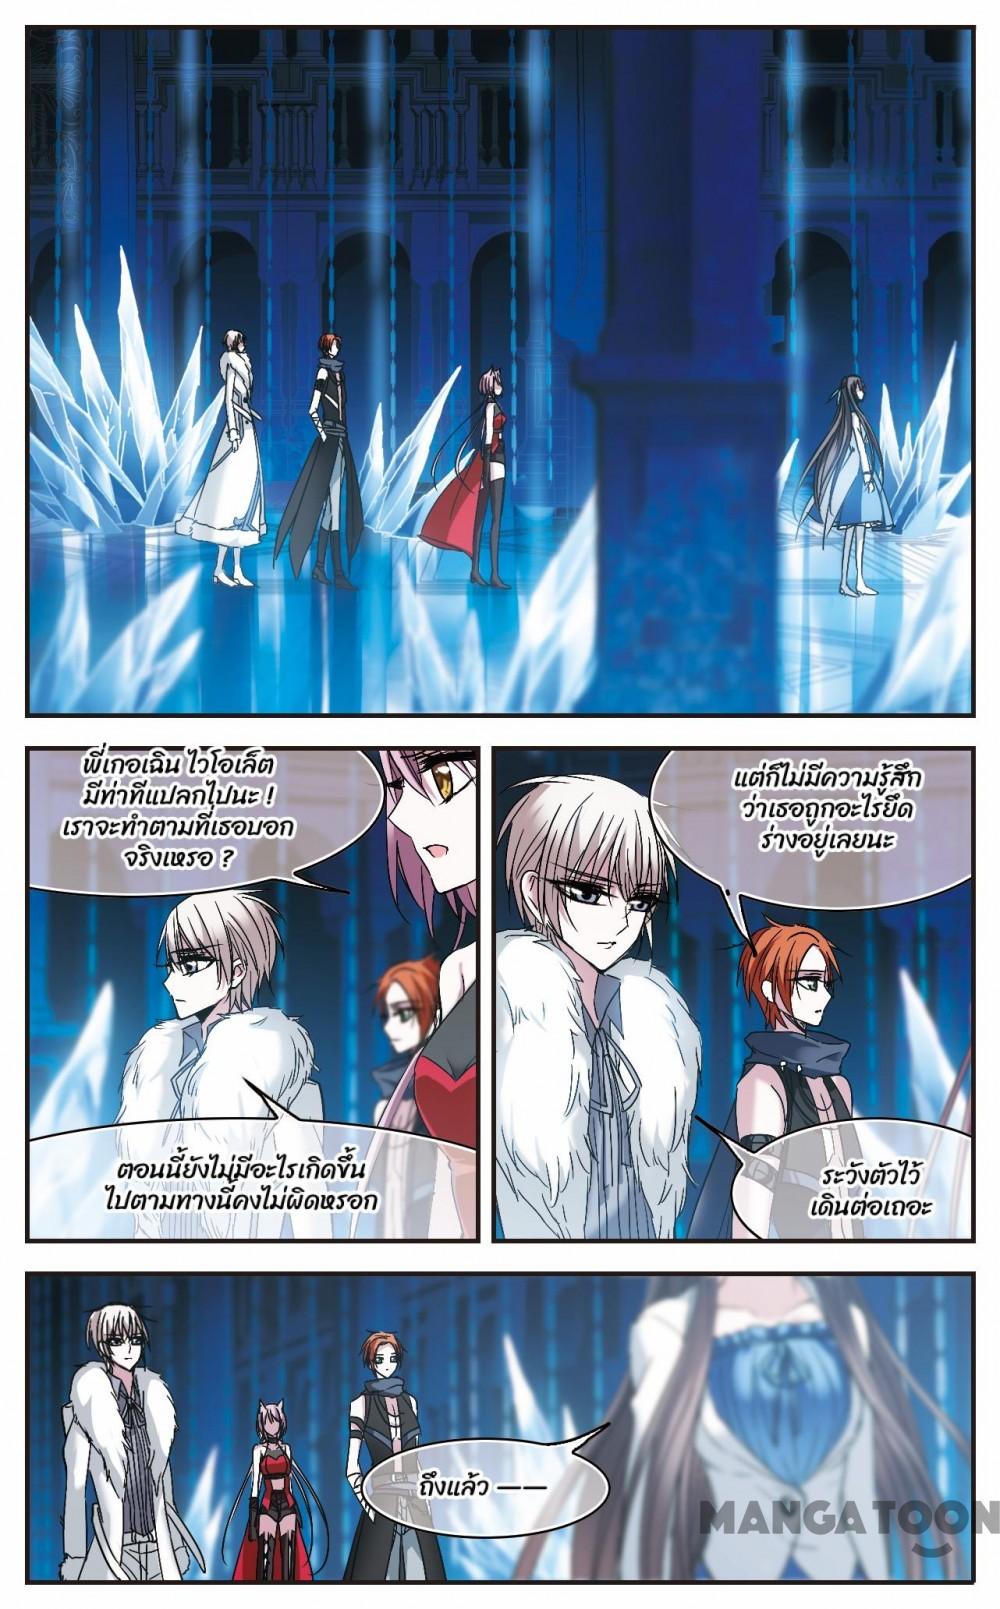 พี่เกอเฉิน ไวโอเล็ต
มีท่าทีแปลกไปนะ !
เราจะทำตามที่เธอบอก
จริงเหรอ ?
ตอนนี้ยังไม่มีอะไรเกิดขึ้น
ไปตามทางนี้คงไม่ผิดหรอก
แต่ก็ไม่มีความรู้สึก
ว่าเธอถูกอะไรยึด
ร่างอยู่เลยนะ
ระวังตัวไว้
เดินต่อเถอะ
ถึงแล้ว ——
MANGATOON